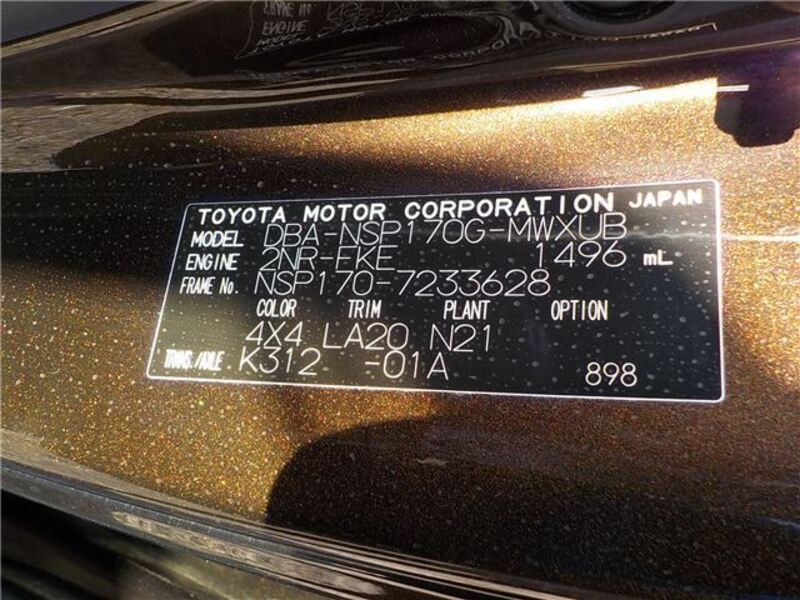 TOYOTA MOTOR CORPORATION JAPAN
MODEL DBA-NSP170G-MWXUB
ENGINE 2NR-FKE 1496 mL
FRAME No. NSP170-7233628
COLOR TRIM PLANT OPTION
4X4 LA20 N21
TRANS./AXLE K312 -01A
898